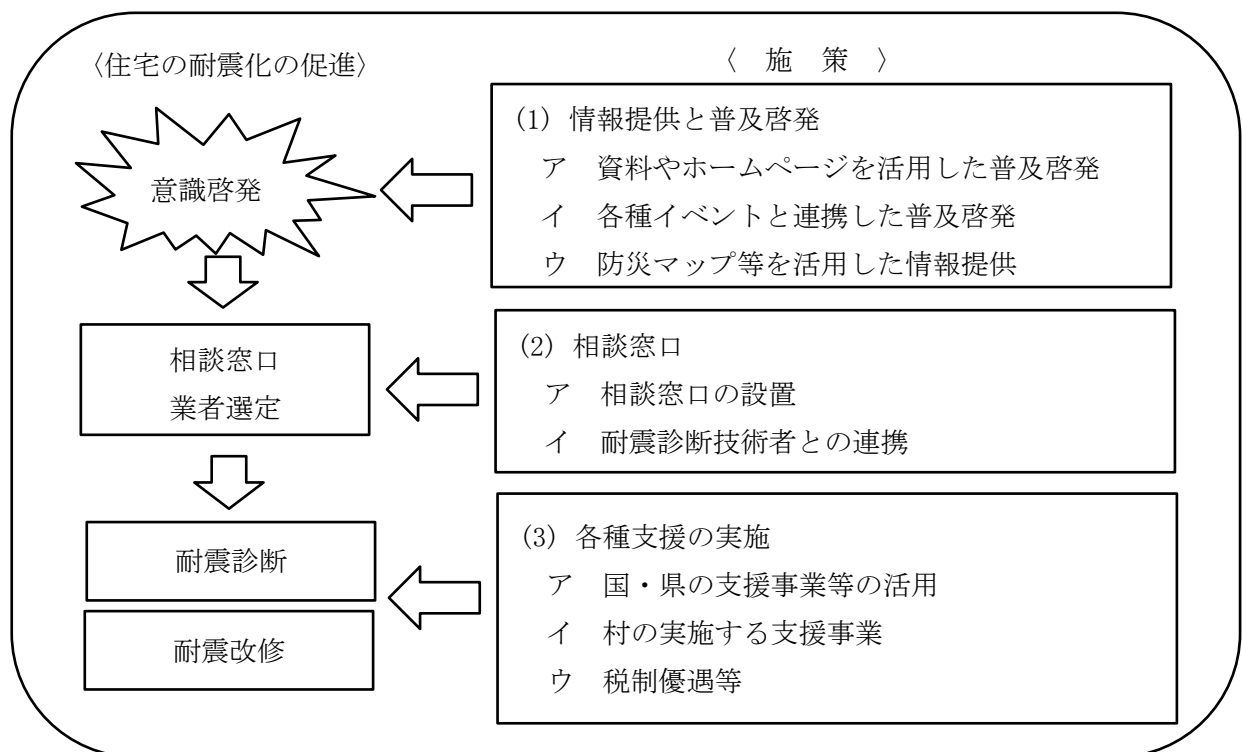 〈住宅の耐震化の促進〉
〈 施 策 〉
意識啓発
(1) 情報提供と普及啓発
ア 資料やホームページを活用した普及啓発
イ 各種イベントと連携した普及啓発
ウ 防災マップ等を活用した情報提供
相談窓口
業者選定
(2) 相談窓口
ア 相談窓口の設置
イ 耐震診断技術者との連携
耐震診断
耐震改修
(3) 各種支援の実施
ア 国・県の支援事業等の活用
イ 村の実施する支援事業
ウ 税制優遇等